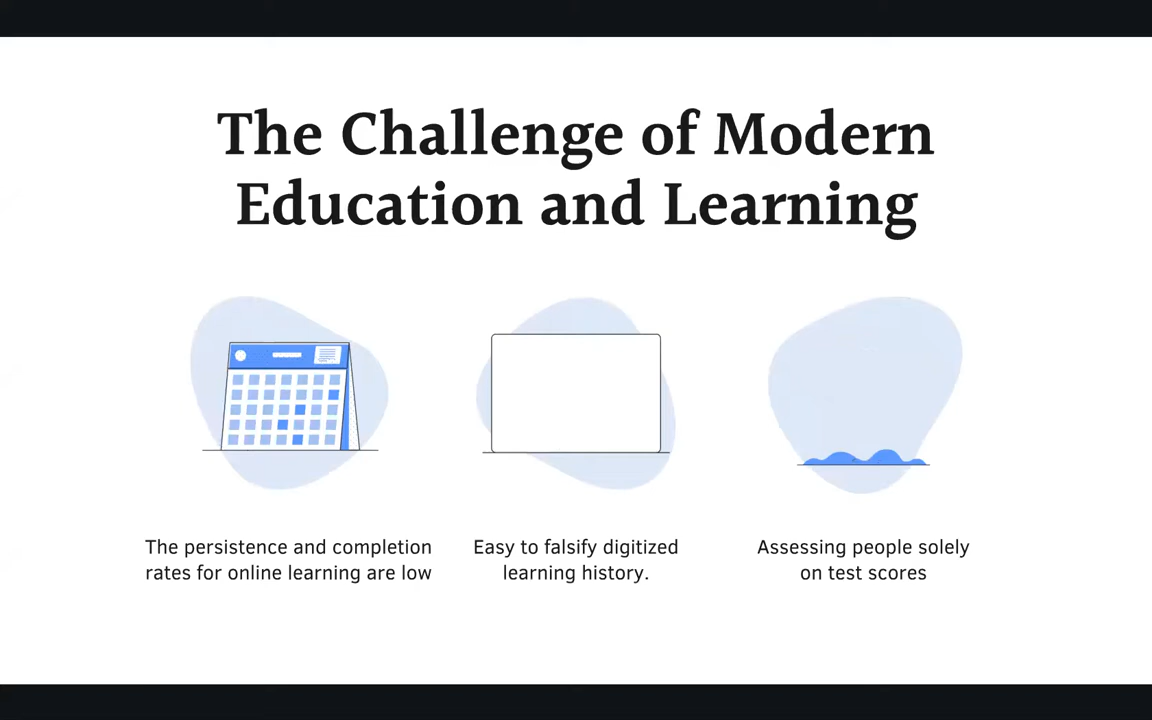 The Challenge of Modern
Education and Learning
The persistence and completion
rates for online learning are low
Easy to falsify digitized
learning history.
Assessing people solely
on test scores